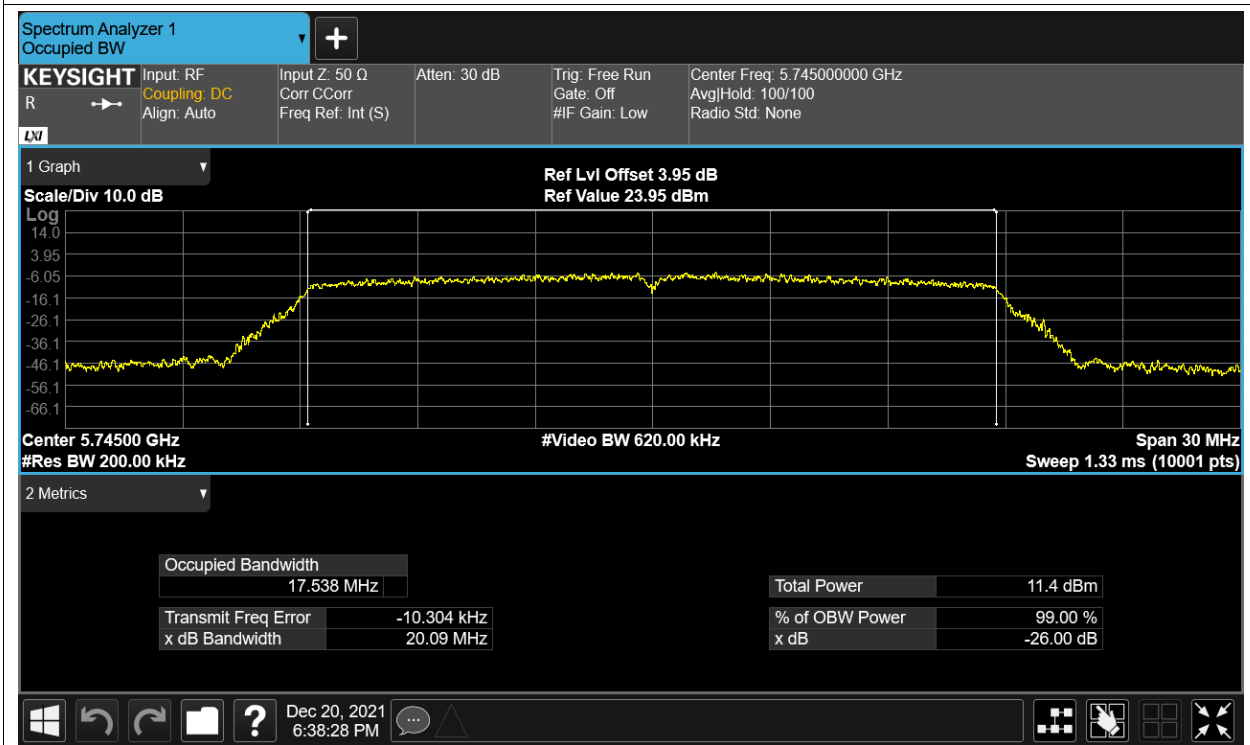 Spectrum Analyzer 1
Occupied BW
KEYSIGHT
R
LXI
Input: RF
Coupling: DC
Align: Auto
Input Z: 50 Ω
Corr CCorr
Freq Ref: Int (S)
Atten: 30 dB
Trig: Free Run
Gate: Off
#IF Gain: Low
Center Freq: 5.745000000 GHz
Avg|Hold: 100/100
Radio Std: None
1 Graph
Scale/Div 10.0 dB
Ref Lvl Offset 3.95 dB
Ref Value 23.95 dBm
Log
14.0
3.95
-6.05
-16.1
-26.1
-36.1
-46.1
-56.1
-66.1
Center 5.74500 GHz
#Video BW 620.00 kHz
Span 30 MHz
#Res BW 200.00 kHz
Sweep 1.33 ms (10001 pts)
2 Metrics
Occupied Bandwidth
17.538 MHz
Transmit Freq Error -10.304 kHz
x dB Bandwidth 20.09 MHz
Total Power 11.4 dBm
% of OBW Power 99.00 %
x dB -26.00 dB
?
Dec 20, 2021
6:38:28 PM